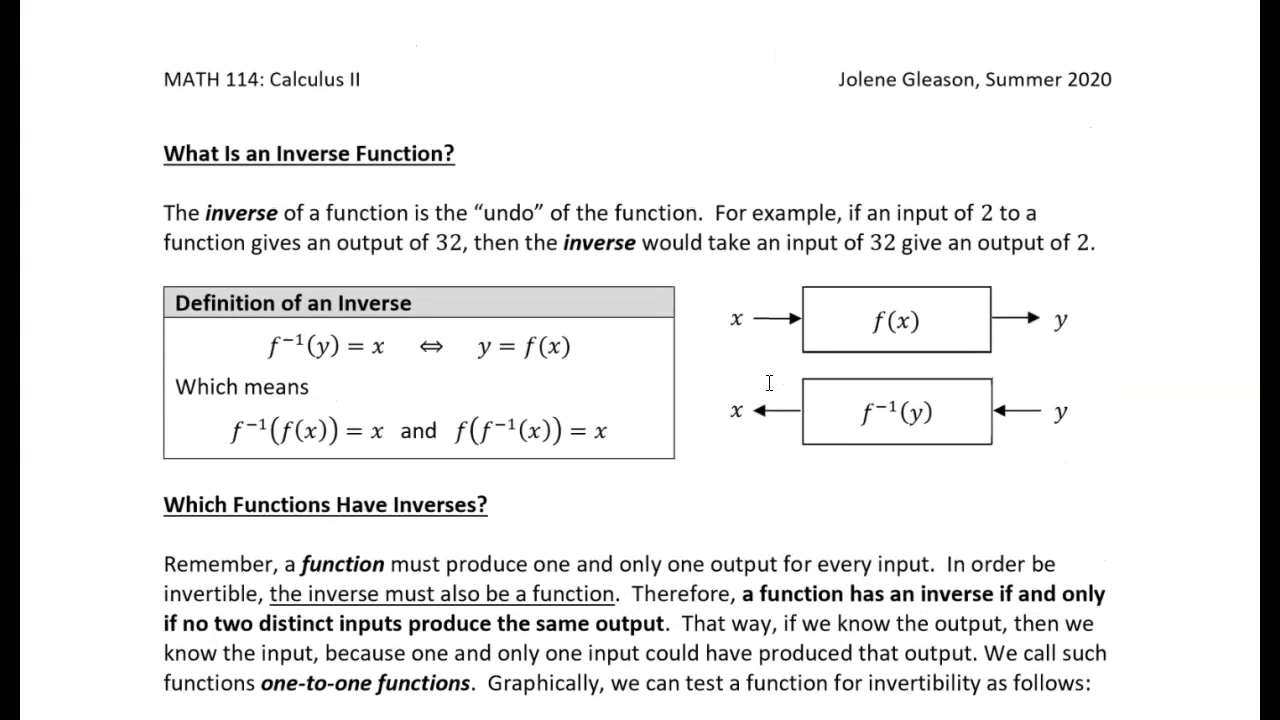 MATH 114: Calculus II
Jolene Gleason, Summer 2020
What Is an Inverse Function?
The inverse of a function is the “undo” of the function. For example, if an input of 2 to a
function gives an output of 32, then the inverse would take an input of 32 give an output of 2.
Definition of an Inverse
f⁻¹(y) = x ⇔ y = f(x)
Which means
f⁻¹(f(x)) = x and f(f⁻¹(x)) = x
x f(x) y
x f⁻¹(y) y
Which Functions Have Inverses?
Remember, a function must produce one and only one output for every input. In order be
invertible, the inverse must also be a function. Therefore, a function has an inverse if and only
if no two distinct inputs produce the same output. That way, if we know the output, then we
know the input, because one and only one input could have produced that output. We call such
functions one-to-one functions. Graphically, we can test a function for invertibility as follows: